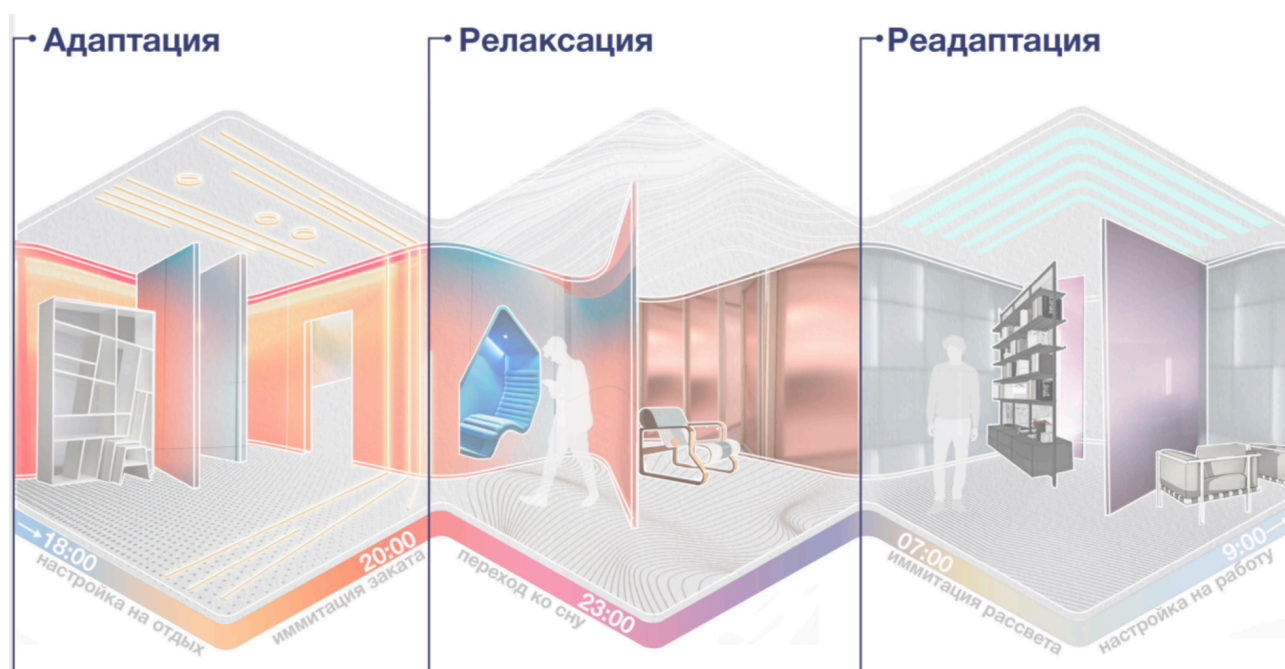 Адаптация
Релаксация
Реадаптация
18:00
настройка на отдых
20:00
иммитация заката
переход ко сну
23:00
07:00
иммитация рассвета
9:00
настройка на работу